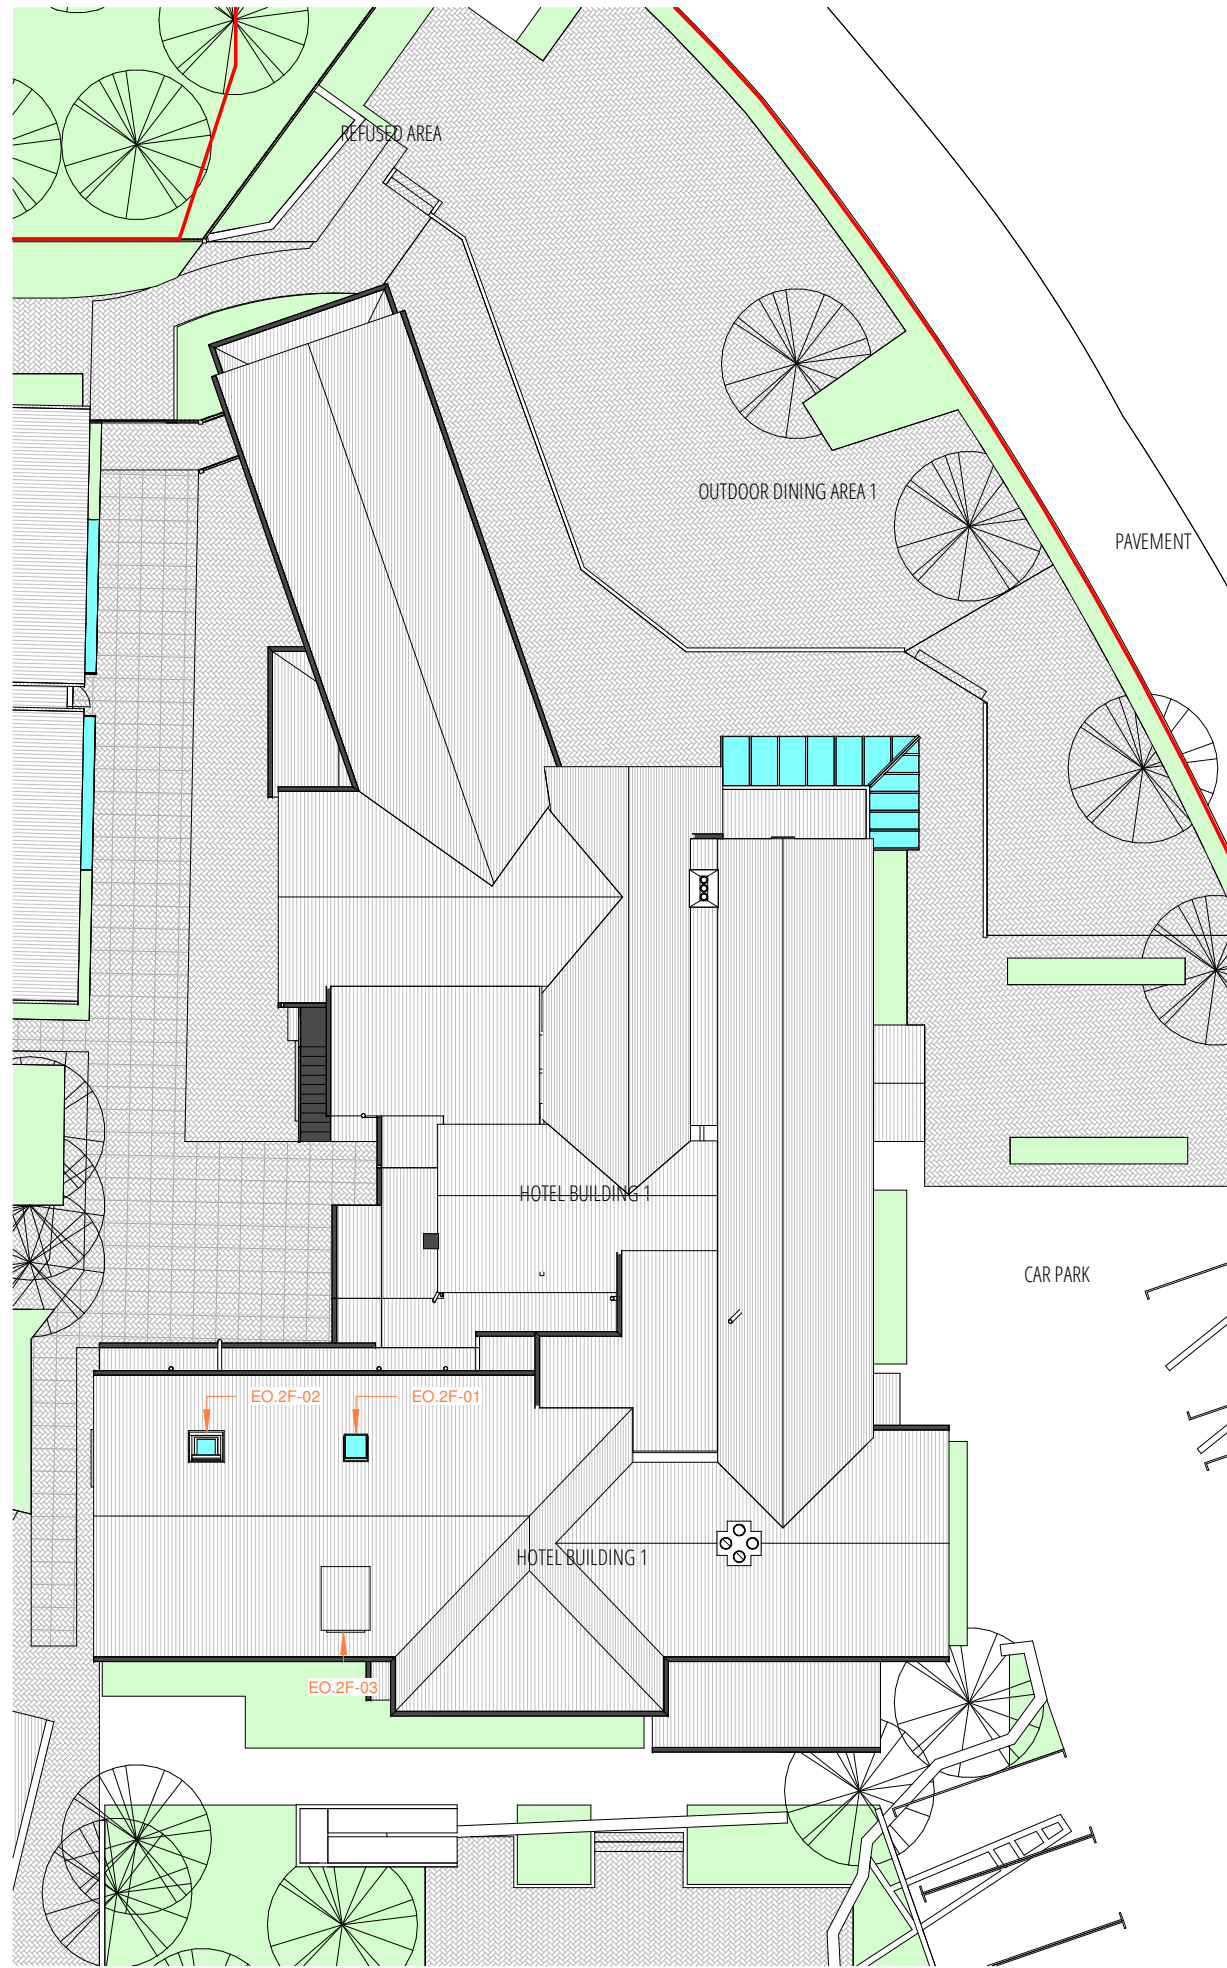 REFUSED AREA
OUTDOOR DINING AREA 1
PAVEMENT
HOTEL BUILDING 1
CAR PARK
EO.2F-02
EO.2F-01
HOTEL BUILDING 1
EO.2F-03